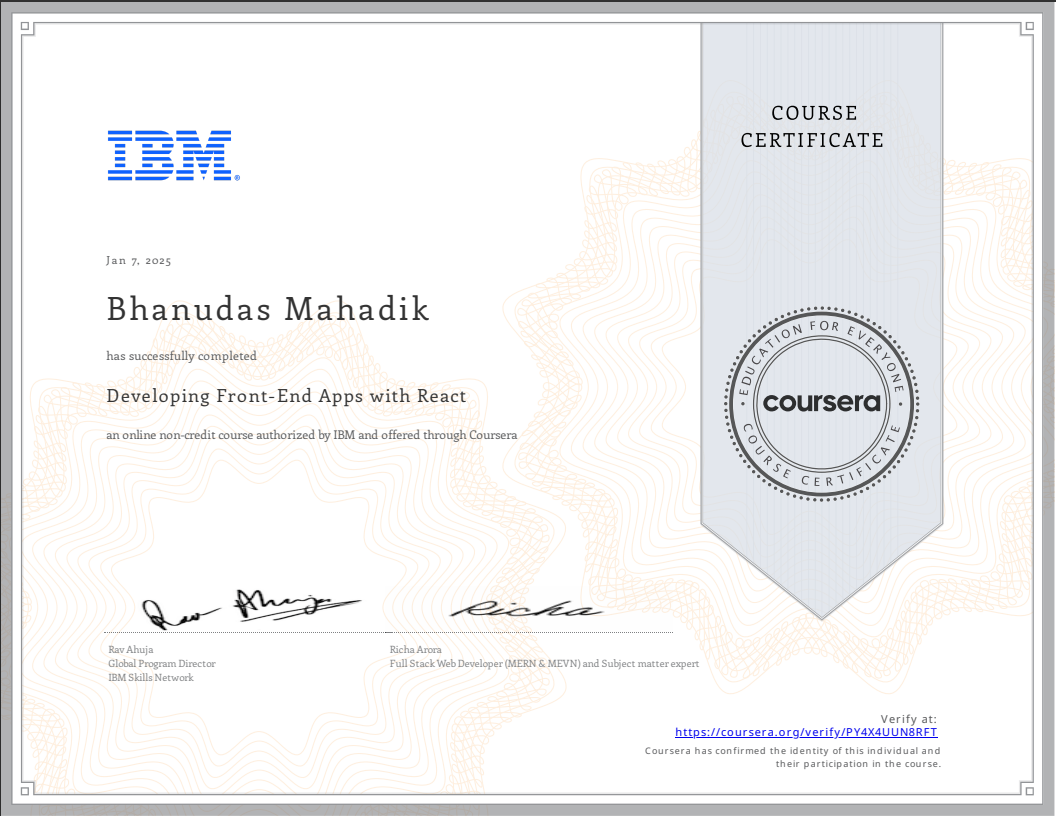 COURSE
CERTIFICATE
IBM®
Jan 7, 2025
Bhanudas Mahadik
has successfully completed
Developing Front-End Apps with React
an online non-credit course authorized by IBM and offered through Coursera
EDUCATION FOR EVERYONE
coursera
COURSE CERTIFICATE
Rav Ahuja
Richa
Rav Ahuja
Global Program Director
IBM Skills Network
Richa Arora
Full Stack Web Developer (MERN & MEVN) and Subject matter expert
Verify at:
https://coursera.org/verify/PY4X4UUN8RFT
Coursera has confirmed the identity of this individual and
their participation in the course.